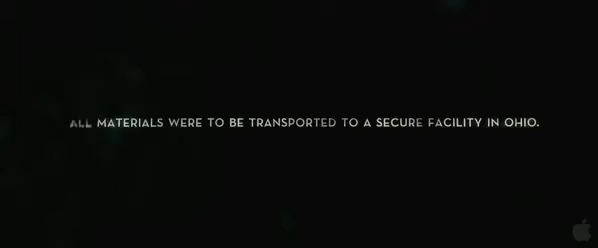 ALL MATERIALS WERE TO BE TRANSPORTED TO A SECURE FACILITY IN OHIO.